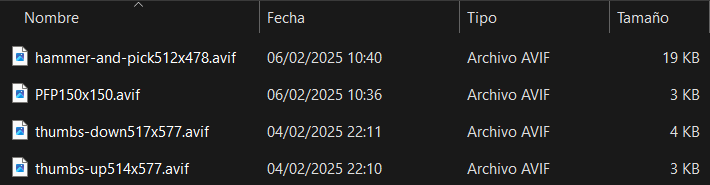 Nombre Fecha Tipo Tamaño
hammer-and-pick512x478.avif 06/02/2025 10:40 Archivo AVIF 19 KB
PFP150x150.avif 06/02/2025 10:36 Archivo AVIF 3 KB
thumbs-down517x577.avif 04/02/2025 22:11 Archivo AVIF 4 KB
thumbs-up514x577.avif 04/02/2025 22:10 Archivo AVIF 3 KB